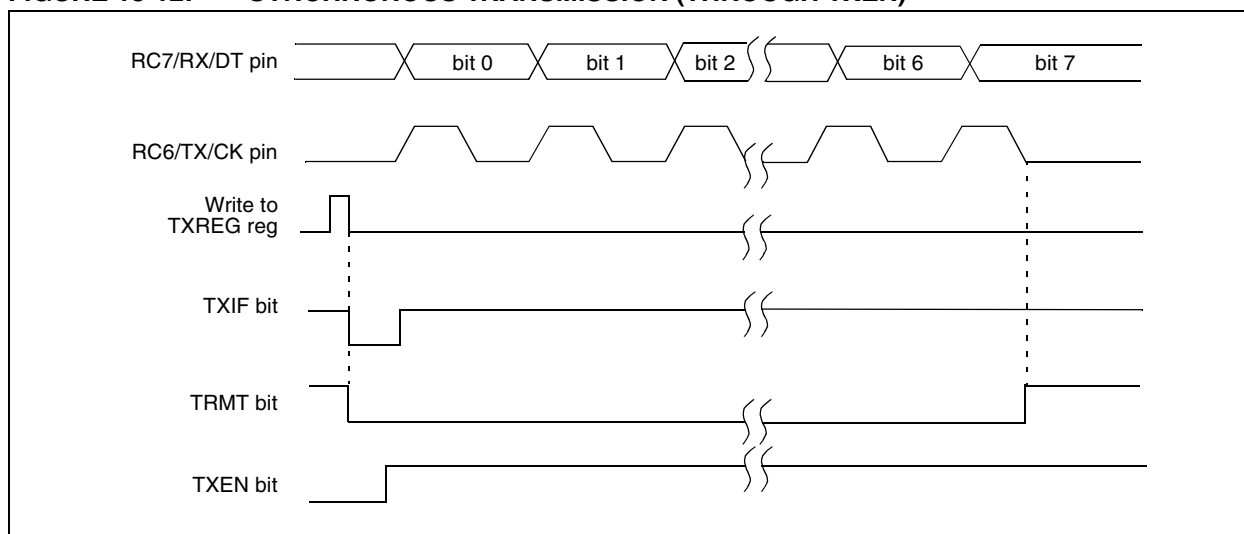 RC7/RX/DT pin
bit 0
bit 1
bit 2
bit 6
bit 7
RC6/TX/CK pin
Write to
TXREG reg
TXIF bit
TRMT bit
TXEN bit